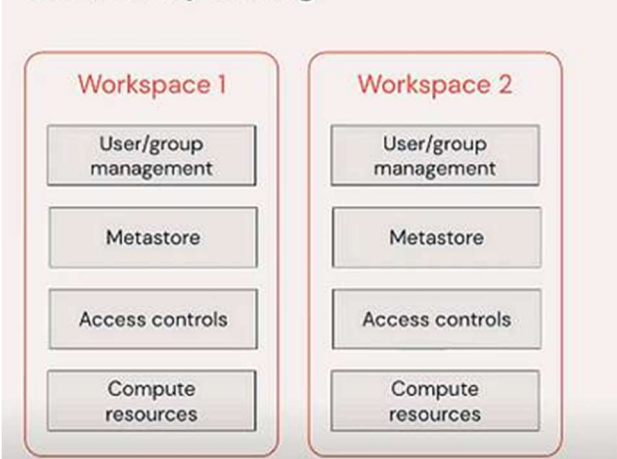 Workspace 1
User/group
management
Metastore
Access controls
Compute
resources
Workspace 2
User/group
management
Metastore
Access controls
Compute
resources